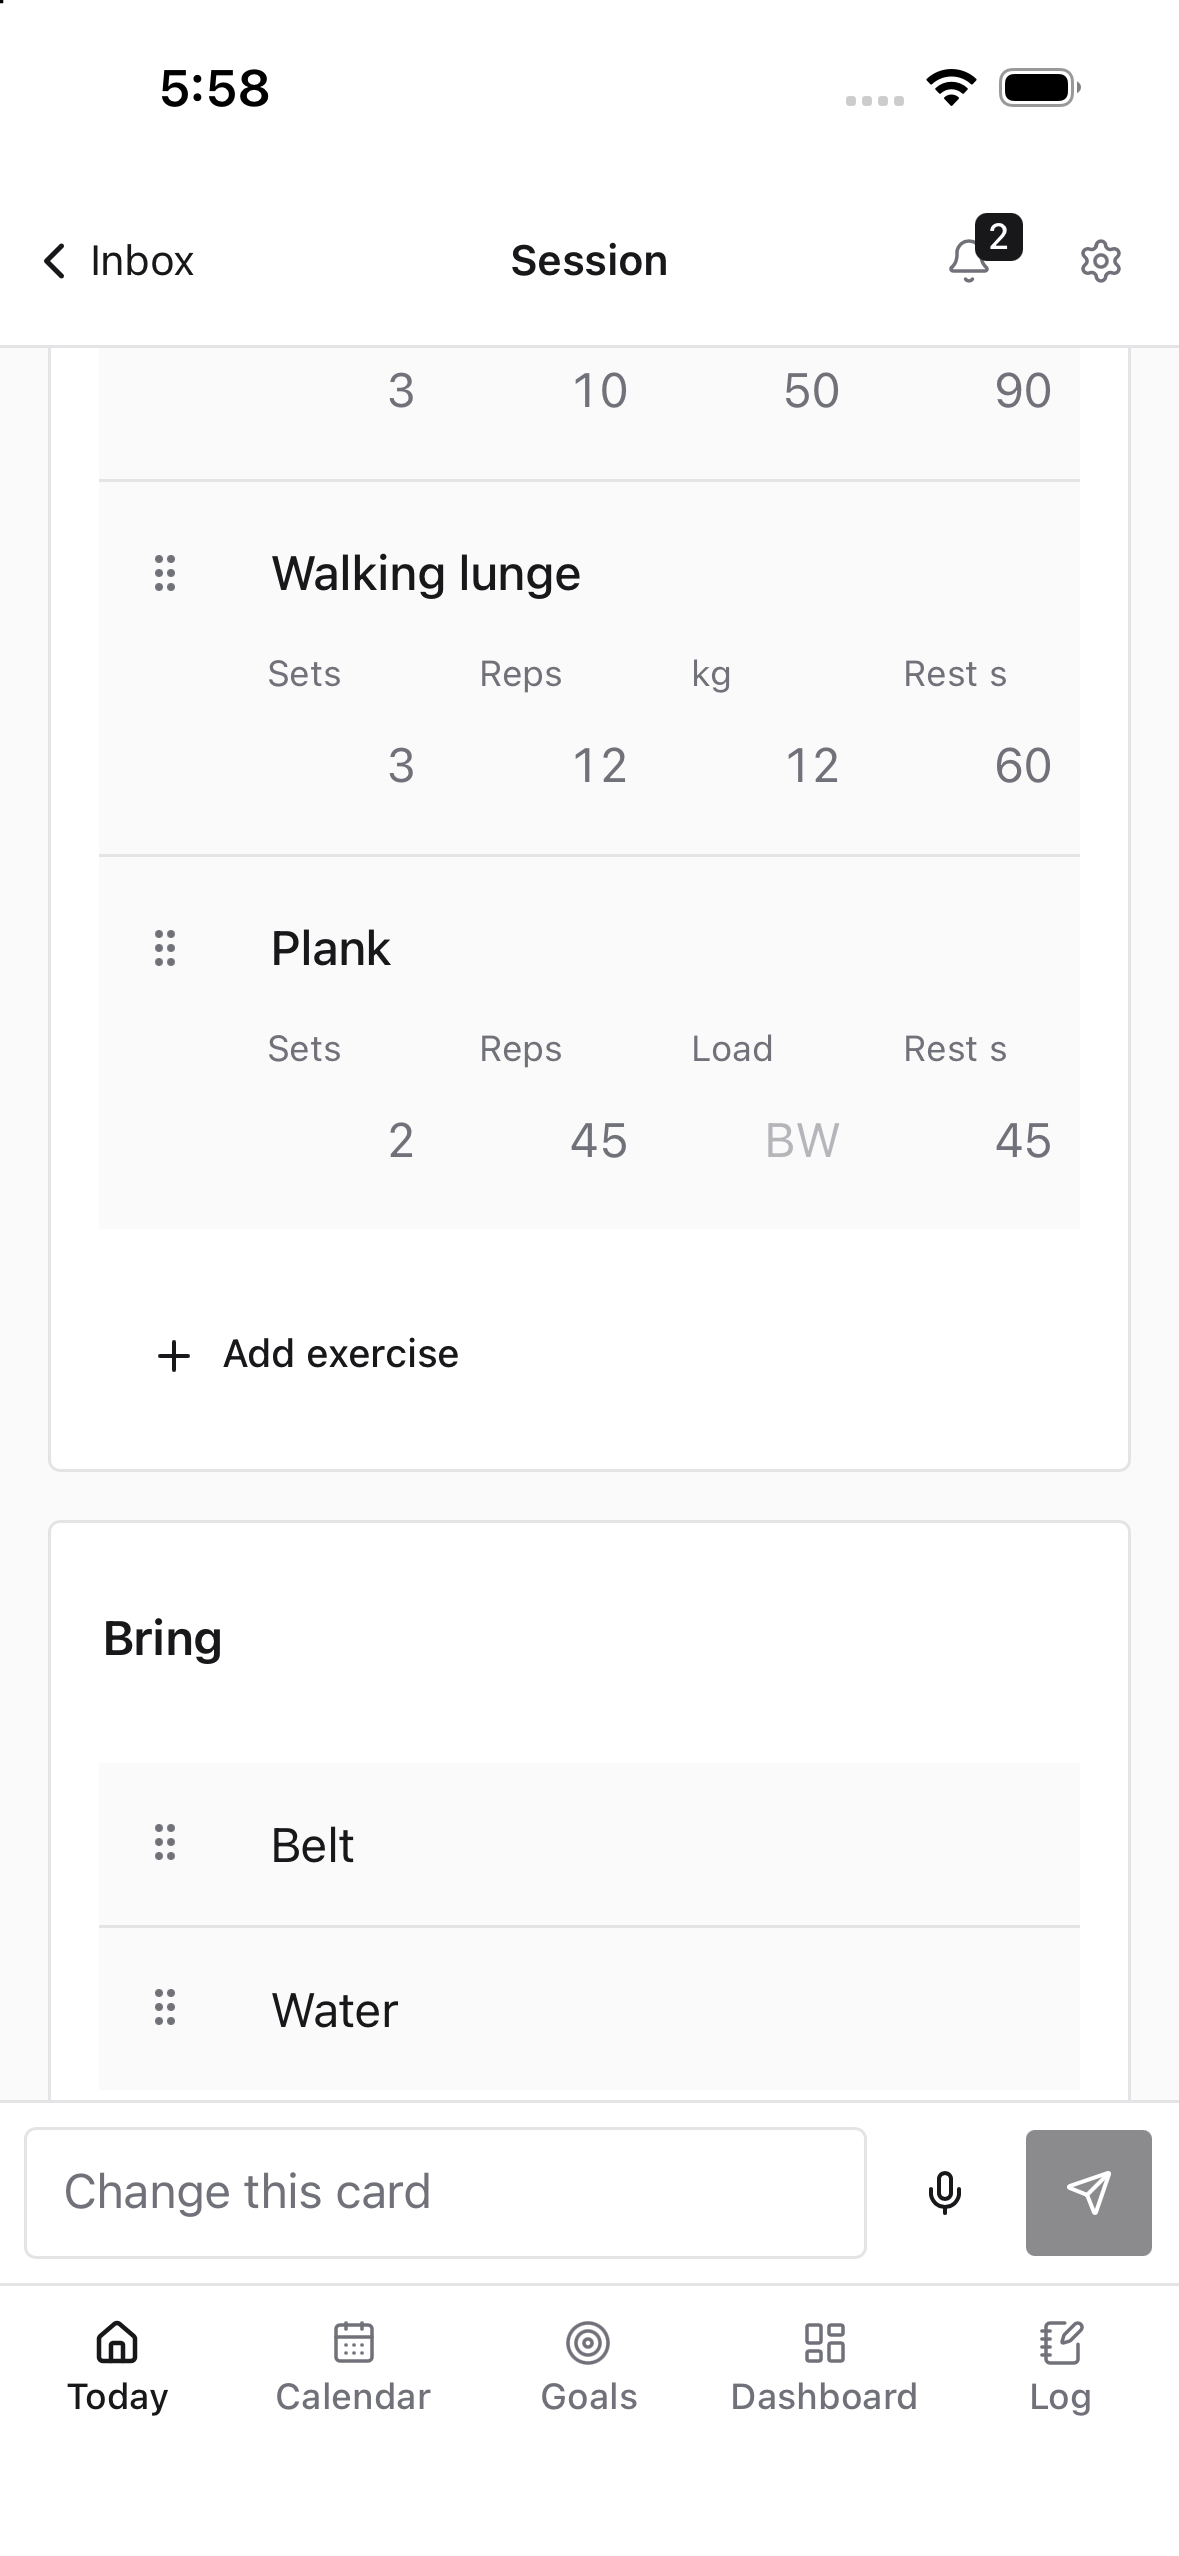 5:58
Inbox
Session
2
3 10 50 90
Walking lunge
Sets Reps kg Rest s
3 12 12 60
Plank
Sets Reps Load Rest s
2 45 BW 45
Add exercise
Bring
Belt
Water
Change this card
Today Calendar Goals Dashboard Log